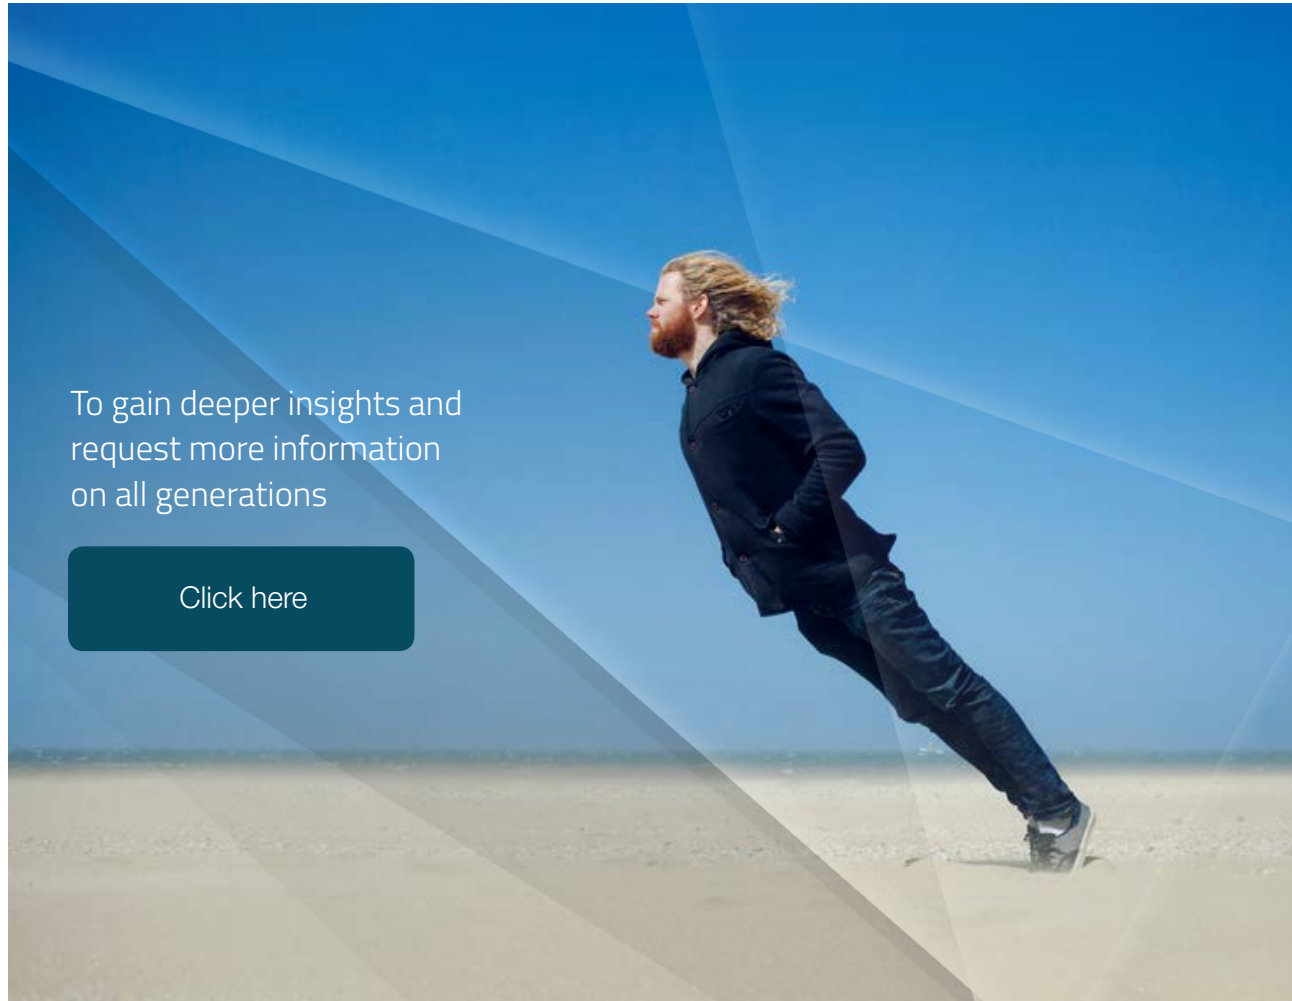 To gain deeper insights and
request more information
on all generations
Click here